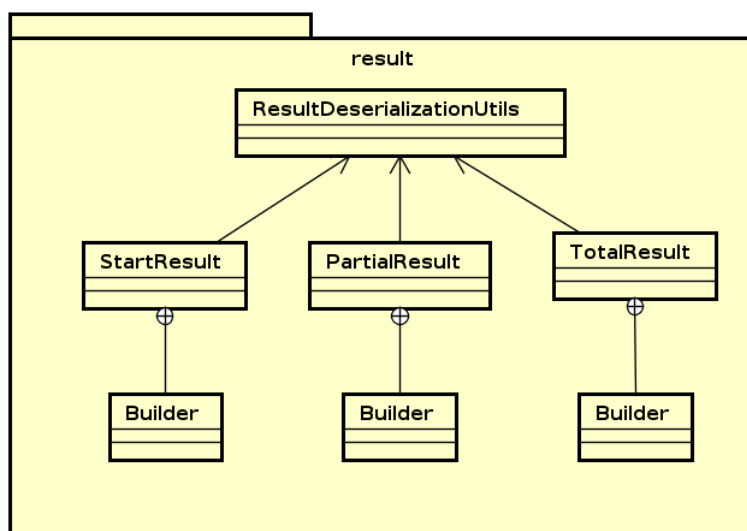 result
ResultDeserializationUtils
StartResult
PartialResult
TotalResult
Builder
Builder
Builder